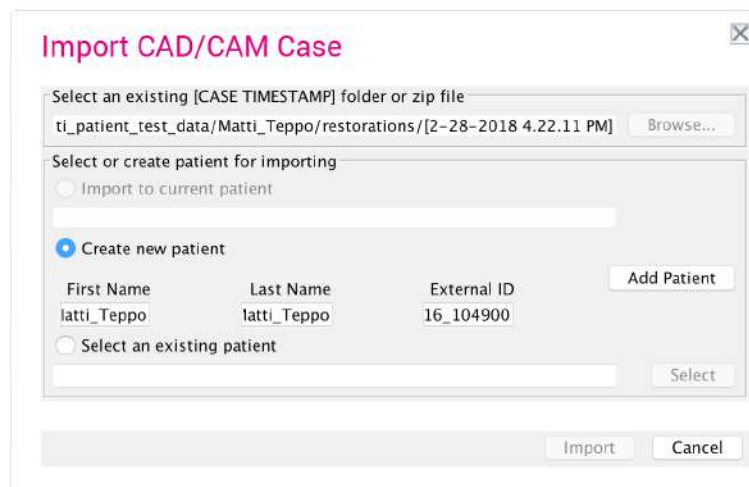 Import CAD/CAM Case
Select an existing [CASE TIMESTAMP] folder or zip file
ti_patient_test_data/Matti_Teppo/restorations/[2-28-2018 4.22.11 PM] Browse...
Select or create patient for importing
Import to current patient
Create new patient
Add Patient
First Name Last Name External ID
latti_Teppo latti_Teppo 16_104900
Select an existing patient
Select
Import Cancel